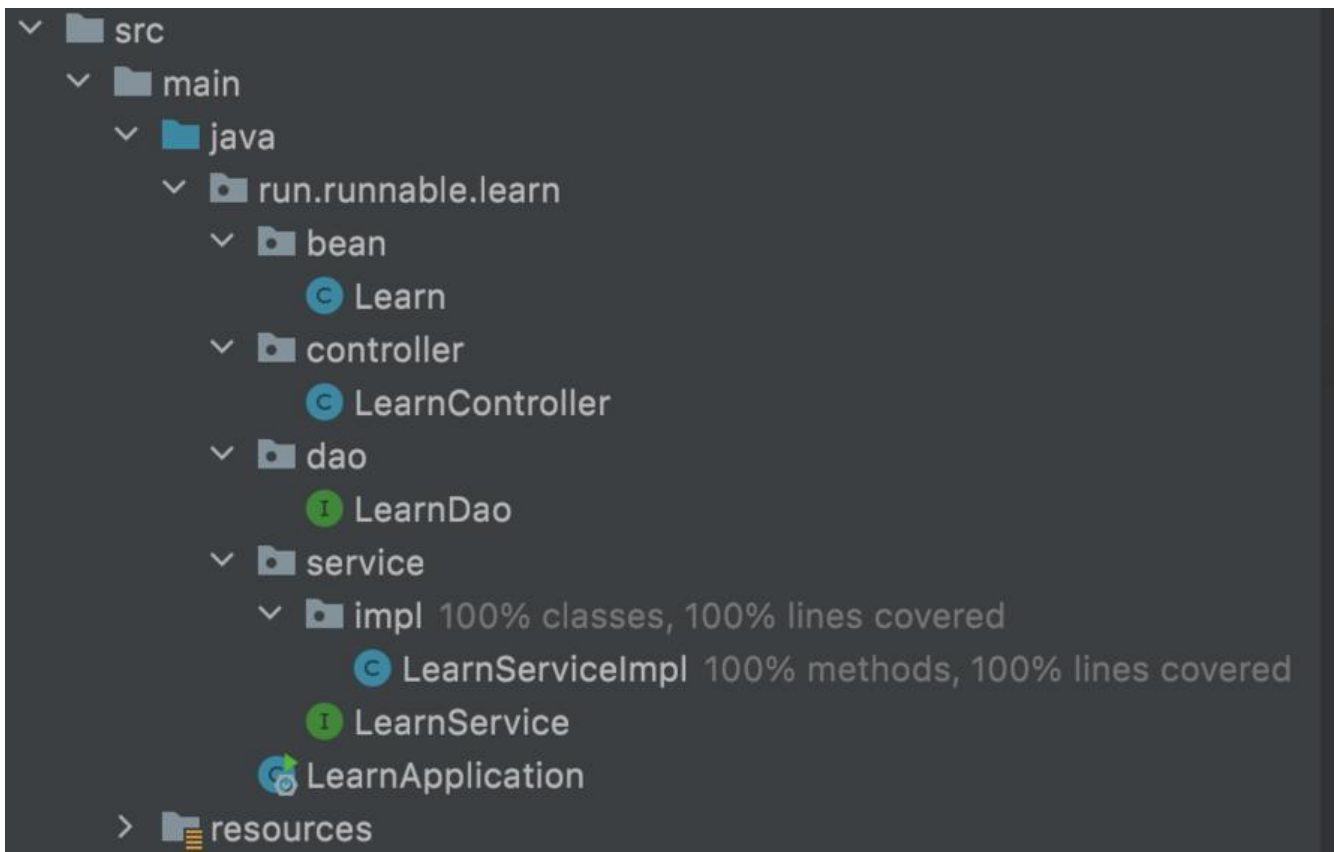 src
main
java
run.runnable.learn
bean
C Learn
controller
C LearnController
dao
I LearnDao
service
impl 100% classes, 100% lines covered
C LearnServiceImpl 100% methods, 100% lines covered
I LearnService
LearnApplication
resources